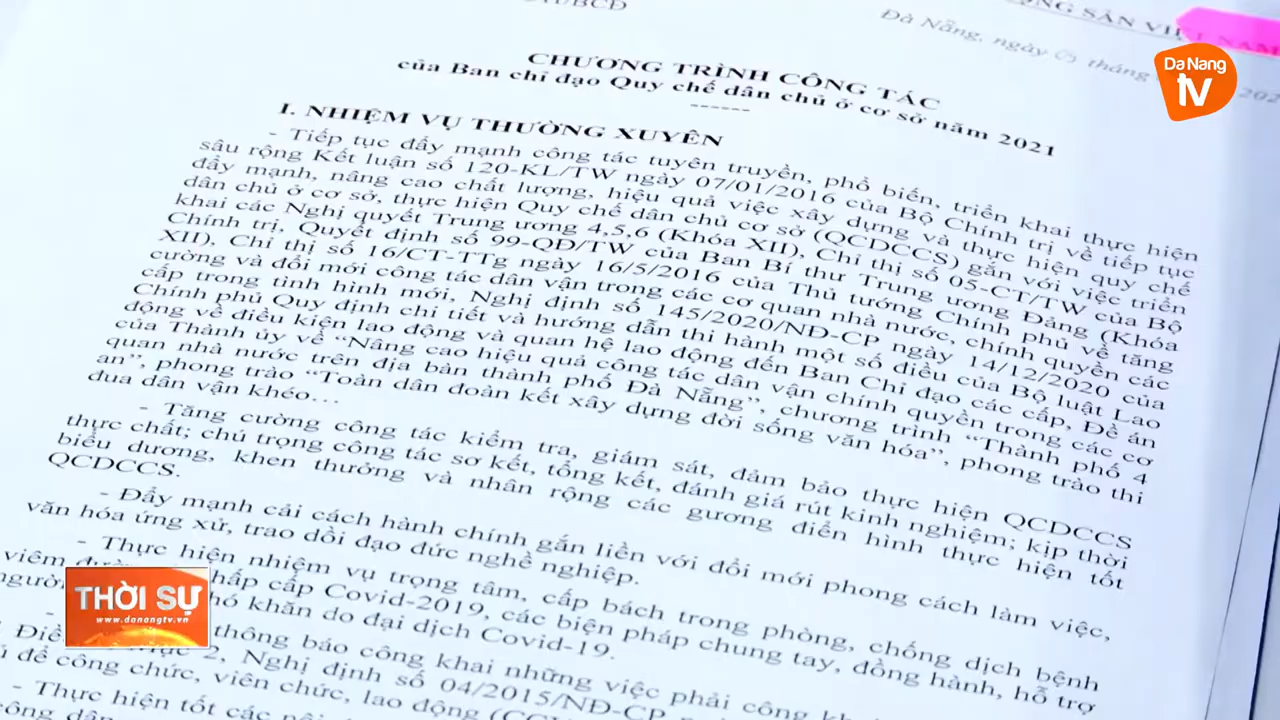 Đà Nẵng, ngày tháng
CHƯƠNG TRÌNH CÔNG TÁC
của Ban chỉ đạo Quy chế dân chủ ở cơ sở năm 2021
------
I. NHIỆM VỤ THƯỜNG XUYÊN
- Tiếp tục đẩy mạnh công tác tuyên truyền, phổ biến, triển khai thực hiện
sâu rộng Kết luận số 120-KL/TW ngày 07/01/2016 của Bộ Chính trị về tiếp tục
đẩy mạnh, nâng cao chất lượng, hiệu quả việc xây dựng và thực hiện quy chế
dân chủ ở cơ sở, thực hiện Quy chế dân chủ cơ sở (QCDCCS) gắn với việc triển
khai các Nghị quyết Trung ương 4,5,6 (Khóa XII), Chỉ thị số 05-CT/TW của Bộ
Chính trị, Quyết định số 99-QĐ/TW của Ban Bí thư Trung ương Đảng (Khóa
XII), Chỉ thị số 16/CT-TTg ngày 16/5/2016 của Thủ tướng Chính phủ về tăng
cường và đổi mới công tác dân vận trong các cơ quan nhà nước, chính quyền các
cấp trong tình hình mới, Nghị định số 145/2020/NĐ-CP ngày 14/12/2020 của
Chính phủ Quy định chi tiết và hướng dẫn thi hành một số điều của Bộ luật Lao
động về điều kiện lao động và quan hệ lao động đến Ban Chỉ đạo các cấp, Đề án
của Thành ủy về “Nâng cao hiệu quả công tác dân vận chính quyền trong các cơ
quan nhà nước trên địa bàn thành phố Đà Nẵng”, chương trình “Thành phố 4
an”, phong trào “Toàn dân đoàn kết xây dựng đời sống văn hóa”, phong trào thi
đua dân vận khéo…
- Tăng cường công tác kiểm tra, giám sát, đảm bảo thực hiện QCDCCS
thực chất; chú trọng công tác sơ kết, tổng kết, đánh giá rút kinh nghiệm; kịp thời
biểu dương, khen thưởng và nhân rộng các gương điển hình thực hiện tốt
QCDCCS.
- Đẩy mạnh cải cách hành chính gắn liền với đổi mới phong cách làm việc,
văn hóa ứng xử, trao dồi đạo đức nghề nghiệp.
- Thực hiện nhiệm vụ trọng tâm, cấp bách trong phòng, chống dịch bệnh
viêm cấp Covid-2019, các biện pháp chung tay, đồng hành, hỗ trợ
khăn do đại dịch Covid-19.
thông báo công khai những việc phải công
2, Nghị định số 04/2015/NĐ-CP
để công chức, viên chức, lao động
- Thực hiện tốt các
Da Nang
tv
THỜI SỰ
www.danangtv.vn